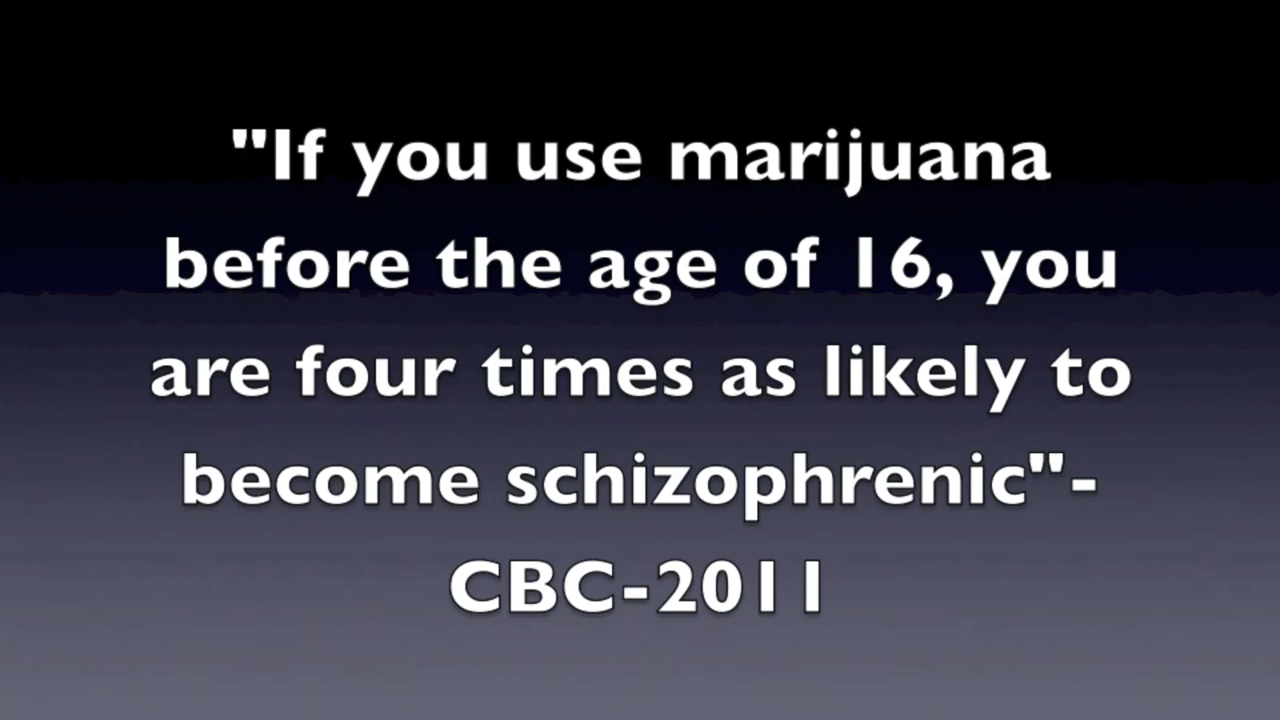 "If you use marijuana
before the age of 16, you
are four times as likely to
become schizophrenic"-
CBC-2011